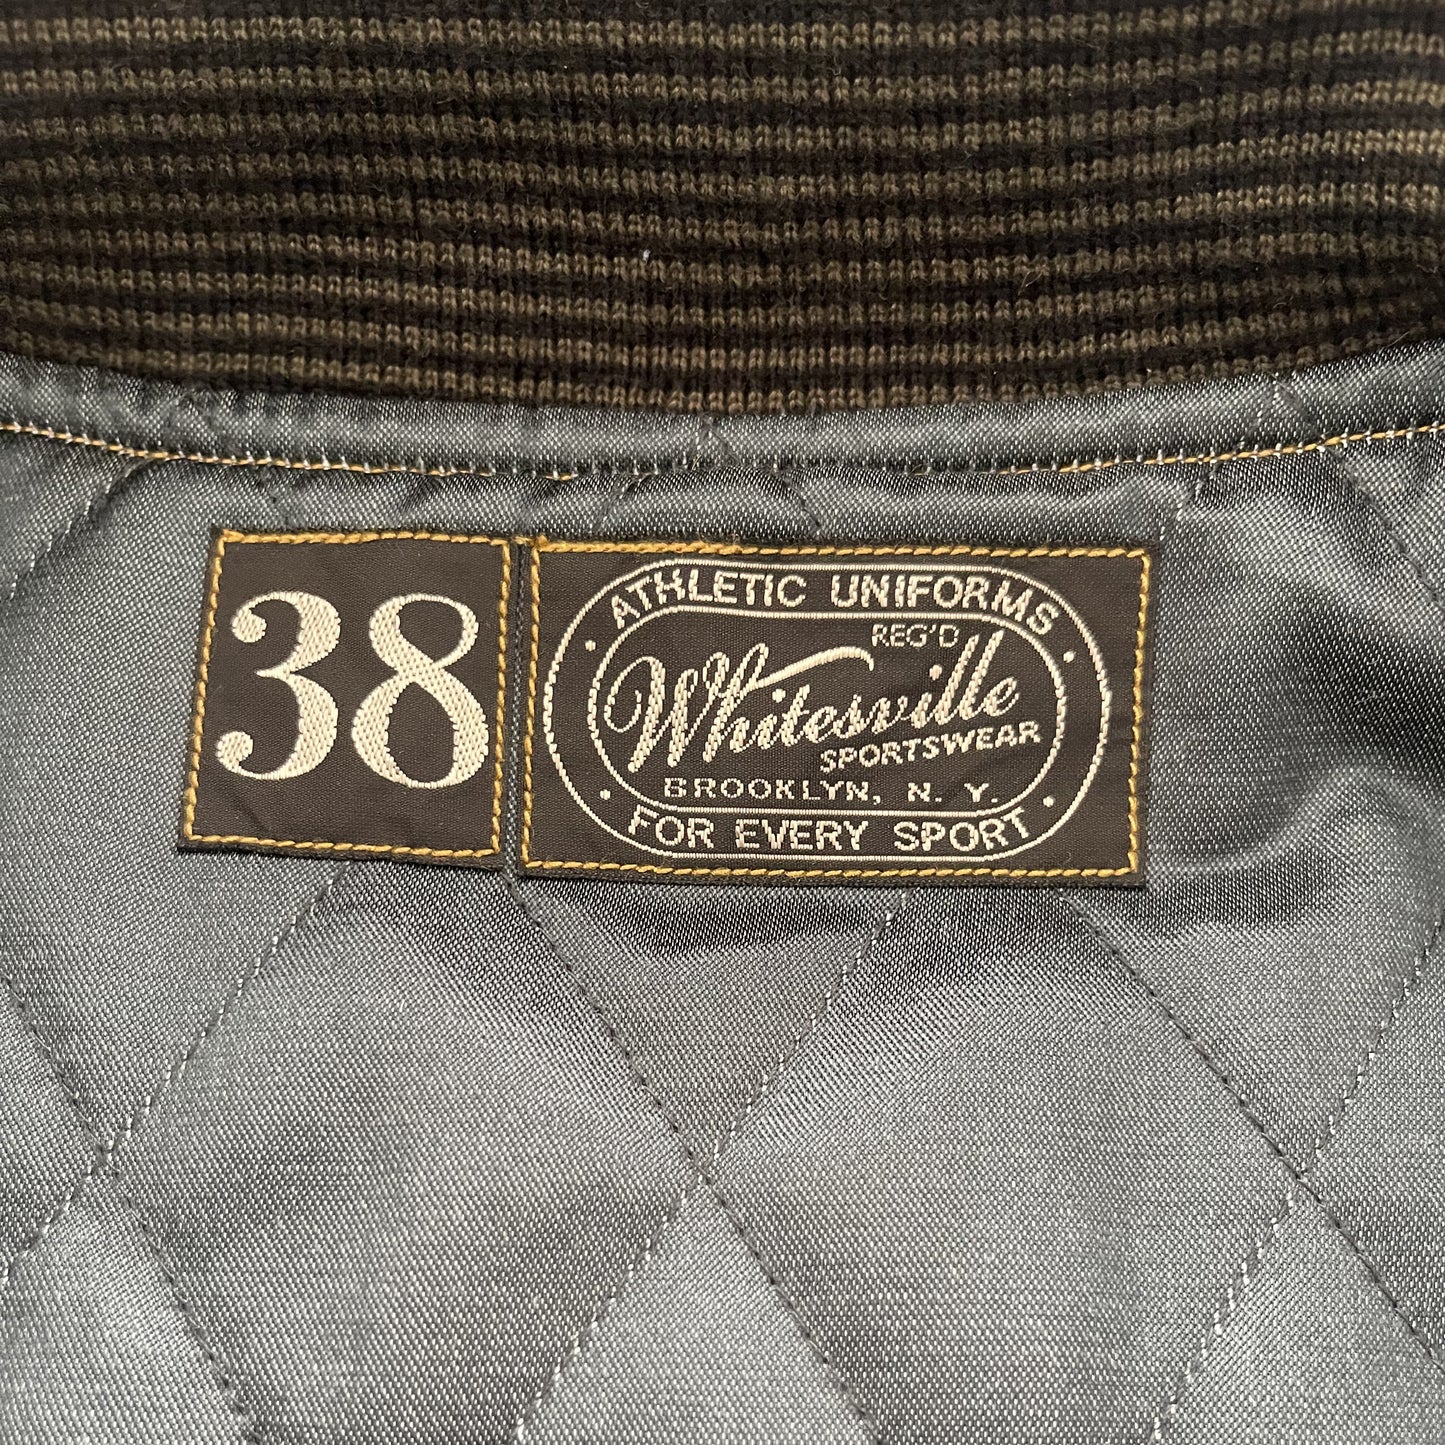 38
ATHLETIC UNIFORMS
REG'D
Whitesville
SPORTSWEAR
BROOKLYN, N. Y.
FOR EVERY SPORT